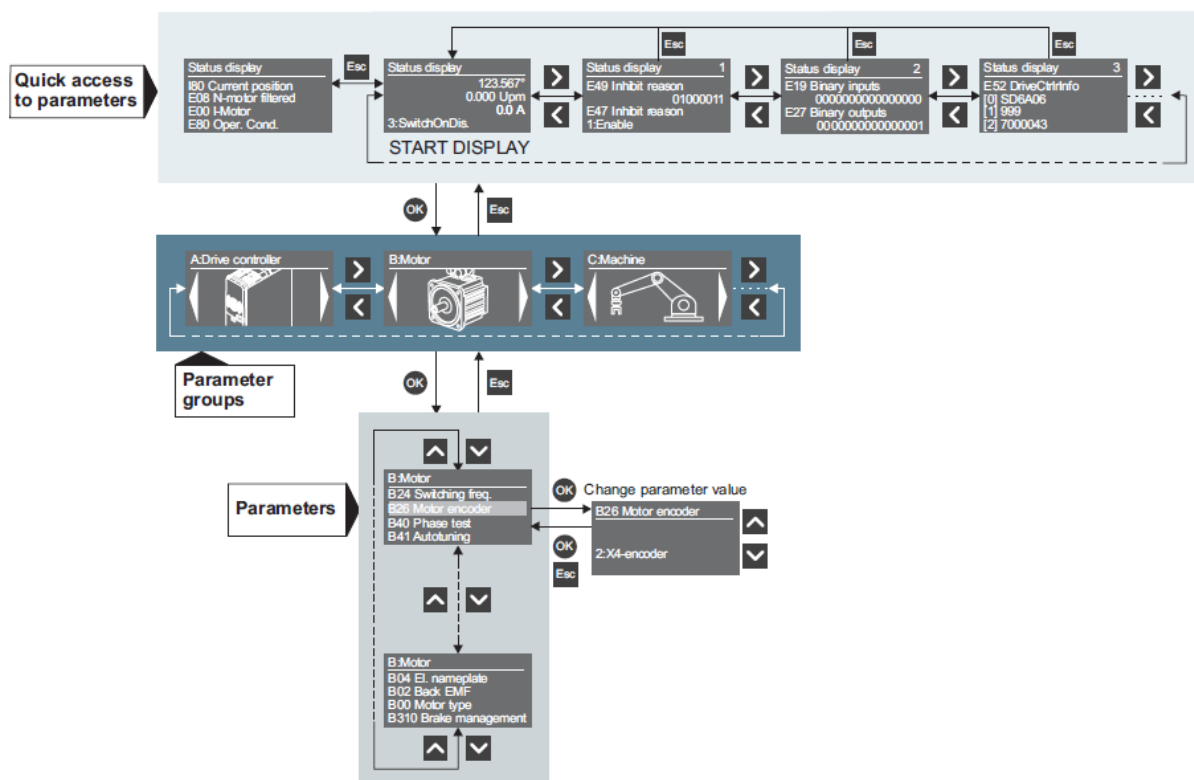 Quick access
to parameters
Esc
Esc
Esc
Esc
Status display
I80 Current position
E08 N-motor filtered
E00 I-Motor
E80 Oper. Cond.
Status display
123.567°
0.000 Upm
0.0 A
3:SwitchOnDis.
START DISPLAY
Status display 1
E49 Inhibit reason
01000011
E47 Inhibit reason
1:Enable
Status display 2
E19 Binary inputs
0000000000000000
E27 Binary outputs
0000000000000001
Status display 3
E52 DriveCtrlrInfo
[0] SD6A06
[1] 999
[2] 7000043
OK
Esc
A:Drive controller
B:Motor
C:Machine
Parameter
groups
OK
Esc
Parameters
B:Motor
B24 Switching freq.
B26 Motor encoder
B40 Phase test
B41 Autotuning
OK Change parameter value
B26 Motor encoder
2:X4-encoder
OK
Esc
B:Motor
B04 El. nameplate
B02 Back EMF
B00 Motor type
B310 Brake management